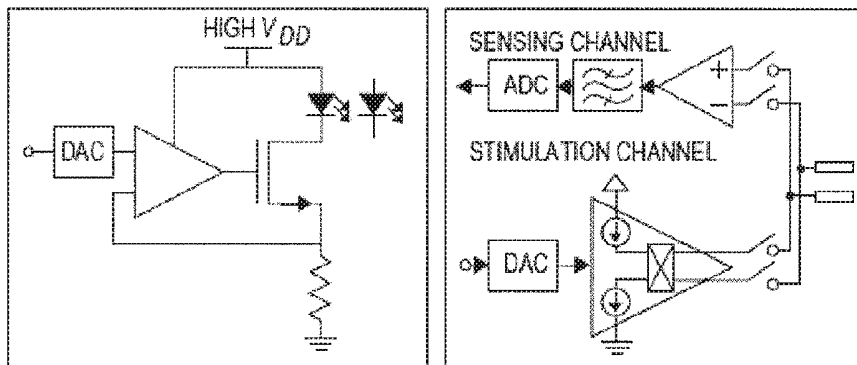 HIGH VDD
DAC
SENSING CHANNEL
ADC
+
−
STIMULATION CHANNEL
DAC